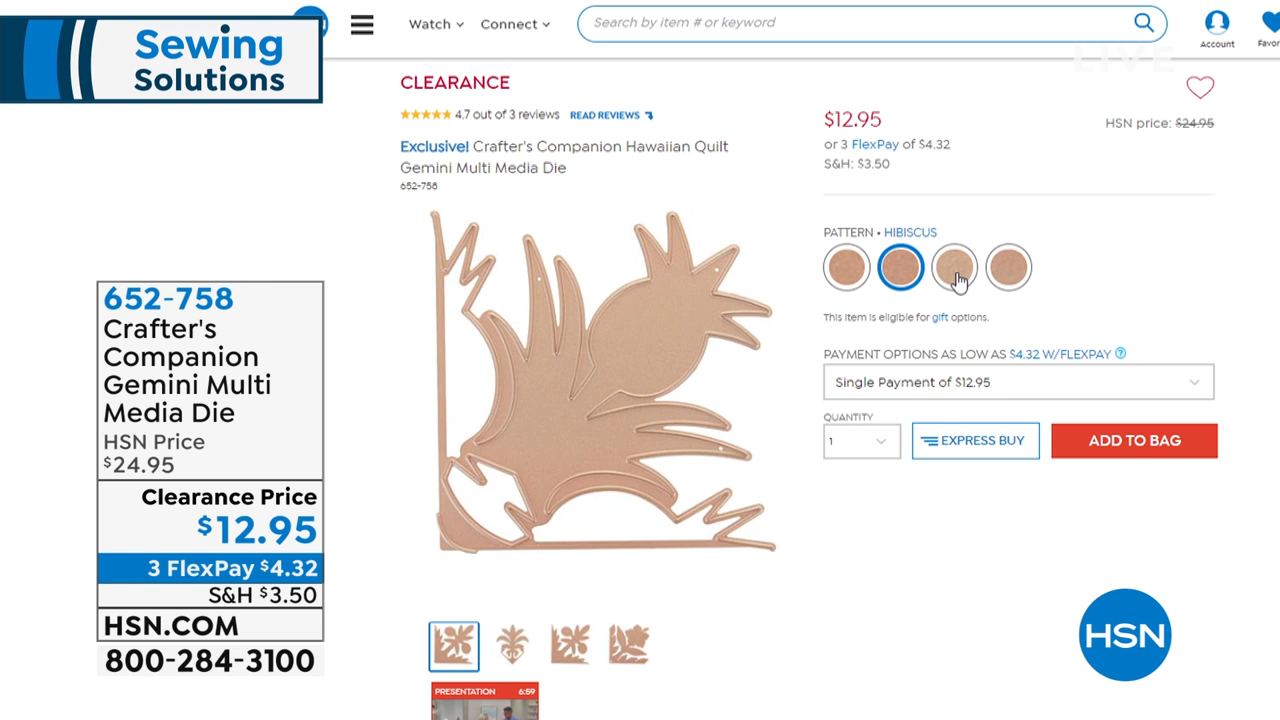 Sewing
Solutions
Watch
Connect
Search by item # or keyword
Account
LIVE
CLEARANCE
4.7 out of 3 reviews READ REVIEWS
Exclusive! Crafter's Companion Hawaiian Quilt
Gemini Multi Media Die
652-758
$12.95
HSN price: $24.95
or 3 FlexPay of $4.32
S&H: $3.50
PATTERN • HIBISCUS
This item is eligible for gift options.
PAYMENT OPTIONS AS LOW AS $4.32 W/FLEXPAY ?
Single Payment of $12.95
QUANTITY
1
EXPRESS BUY
ADD TO BAG
652-758
Crafter's
Companion
Gemini Multi
Media Die
HSN Price
$24.95
Clearance Price
$12.95
3 FlexPay $4.32
S&H $3.50
HSN.COM
800-284-3100
PRESENTATION 6:59
HSN